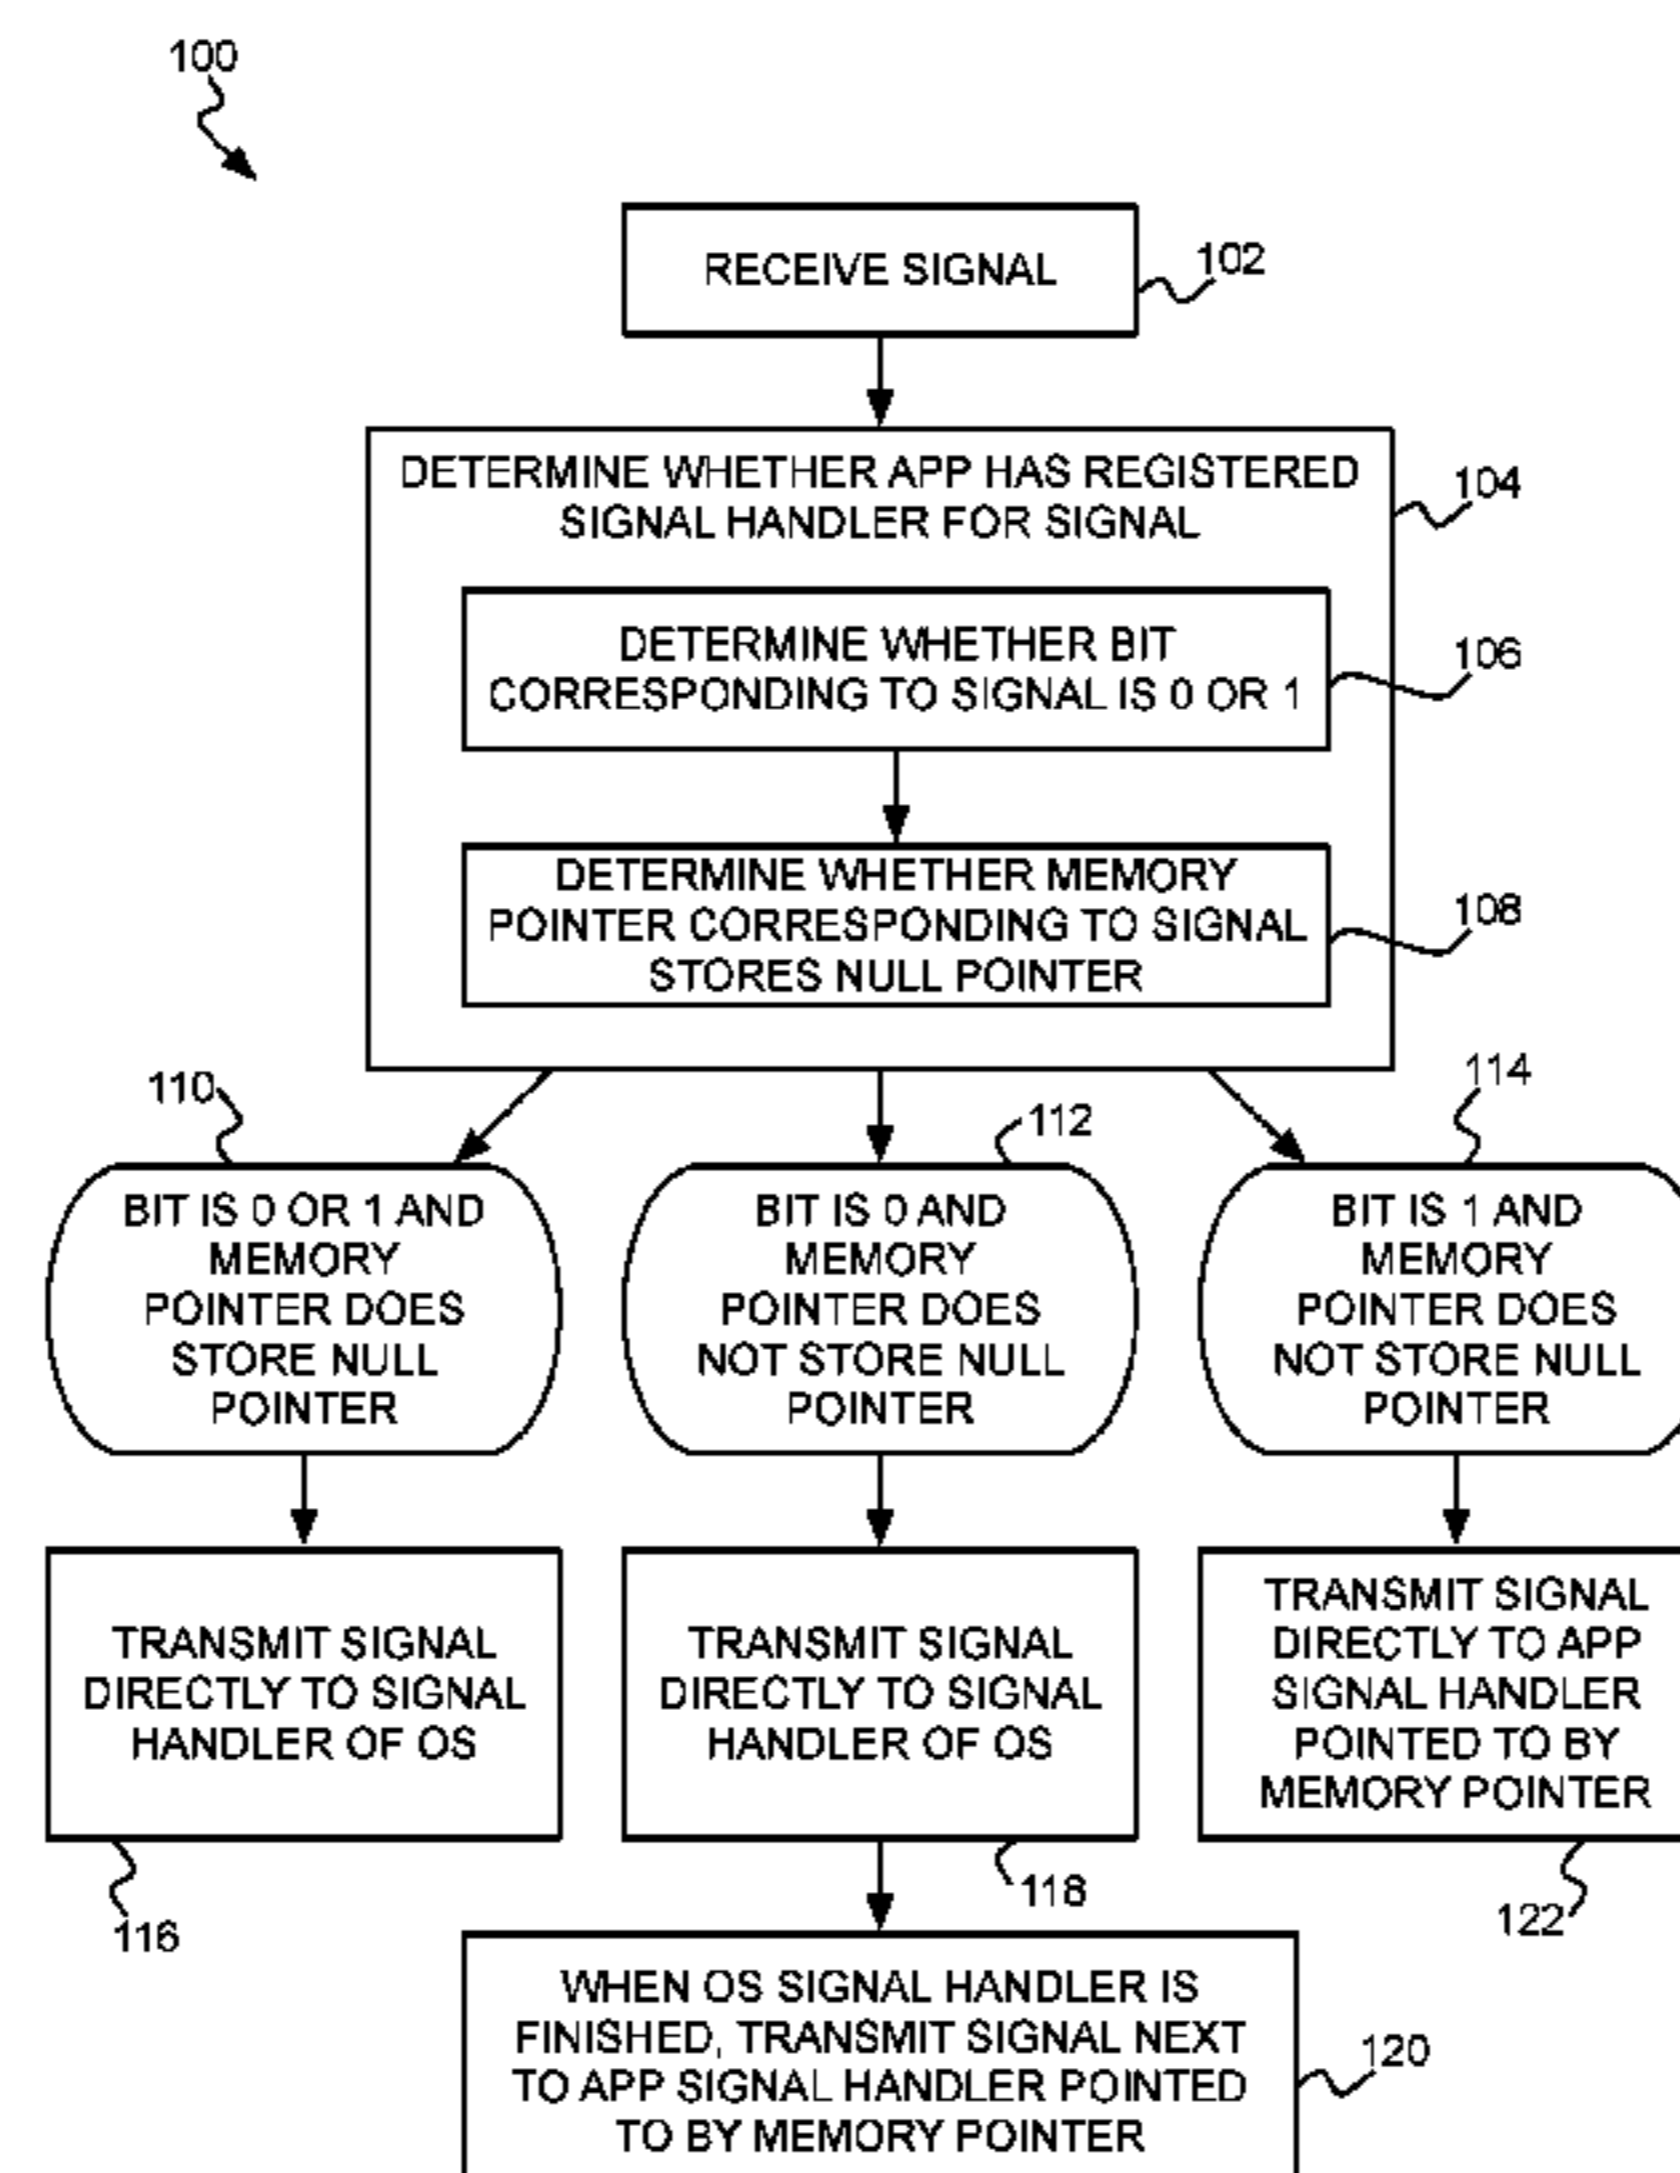 100
RECEIVE SIGNAL
102
DETERMINE WHETHER APP HAS REGISTERED
SIGNAL HANDLER FOR SIGNAL
104
DETERMINE WHETHER BIT
CORRESPONDING TO SIGNAL IS 0 OR 1
106
DETERMINE WHETHER MEMORY
POINTER CORRESPONDING TO SIGNAL
STORES NULL POINTER
108
110
BIT IS 0 OR 1 AND
MEMORY
POINTER DOES
STORE NULL
POINTER
112
BIT IS 0 AND
MEMORY
POINTER DOES
NOT STORE NULL
POINTER
114
BIT IS 1 AND
MEMORY
POINTER DOES
NOT STORE NULL
POINTER
TRANSMIT SIGNAL
DIRECTLY TO SIGNAL
HANDLER OF OS
116
TRANSMIT SIGNAL
DIRECTLY TO SIGNAL
HANDLER OF OS
118
TRANSMIT SIGNAL
DIRECTLY TO APP
SIGNAL HANDLER
POINTED TO BY
MEMORY POINTER
122
WHEN OS SIGNAL HANDLER IS
FINISHED, TRANSMIT SIGNAL NEXT
TO APP SIGNAL HANDLER POINTED
TO BY MEMORY POINTER
120